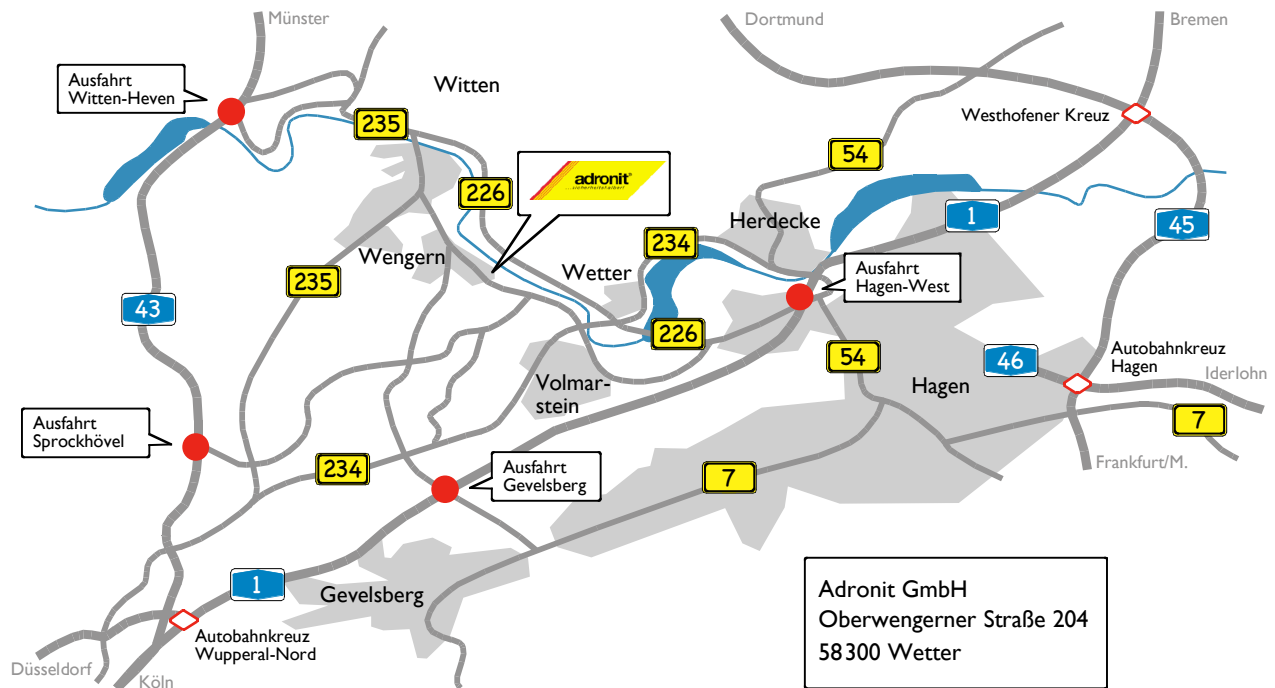 Münster
Dortmund
Bremen
Ausfahrt
Witten-Heven
Witten
235
Westhofener Kreuz
54
adronit®
...sicherheitshalber!
226
Herdecke
1
45
234
Wengern
Wetter
235
Ausfahrt
Hagen-West
43
226
54
46
Autobahnkreuz
Hagen
Iderlohn
Volmar-
stein
Hagen
Ausfahrt
Sprockhövel
7
234
Ausfahrt
Gevelsberg
7
Frankfurt/M.
1
Gevelsberg
Adronit GmbH
Oberwengerner Straße 204
58300 Wetter
Autobahnkreuz
Wupperal-Nord
Düsseldorf
Köln